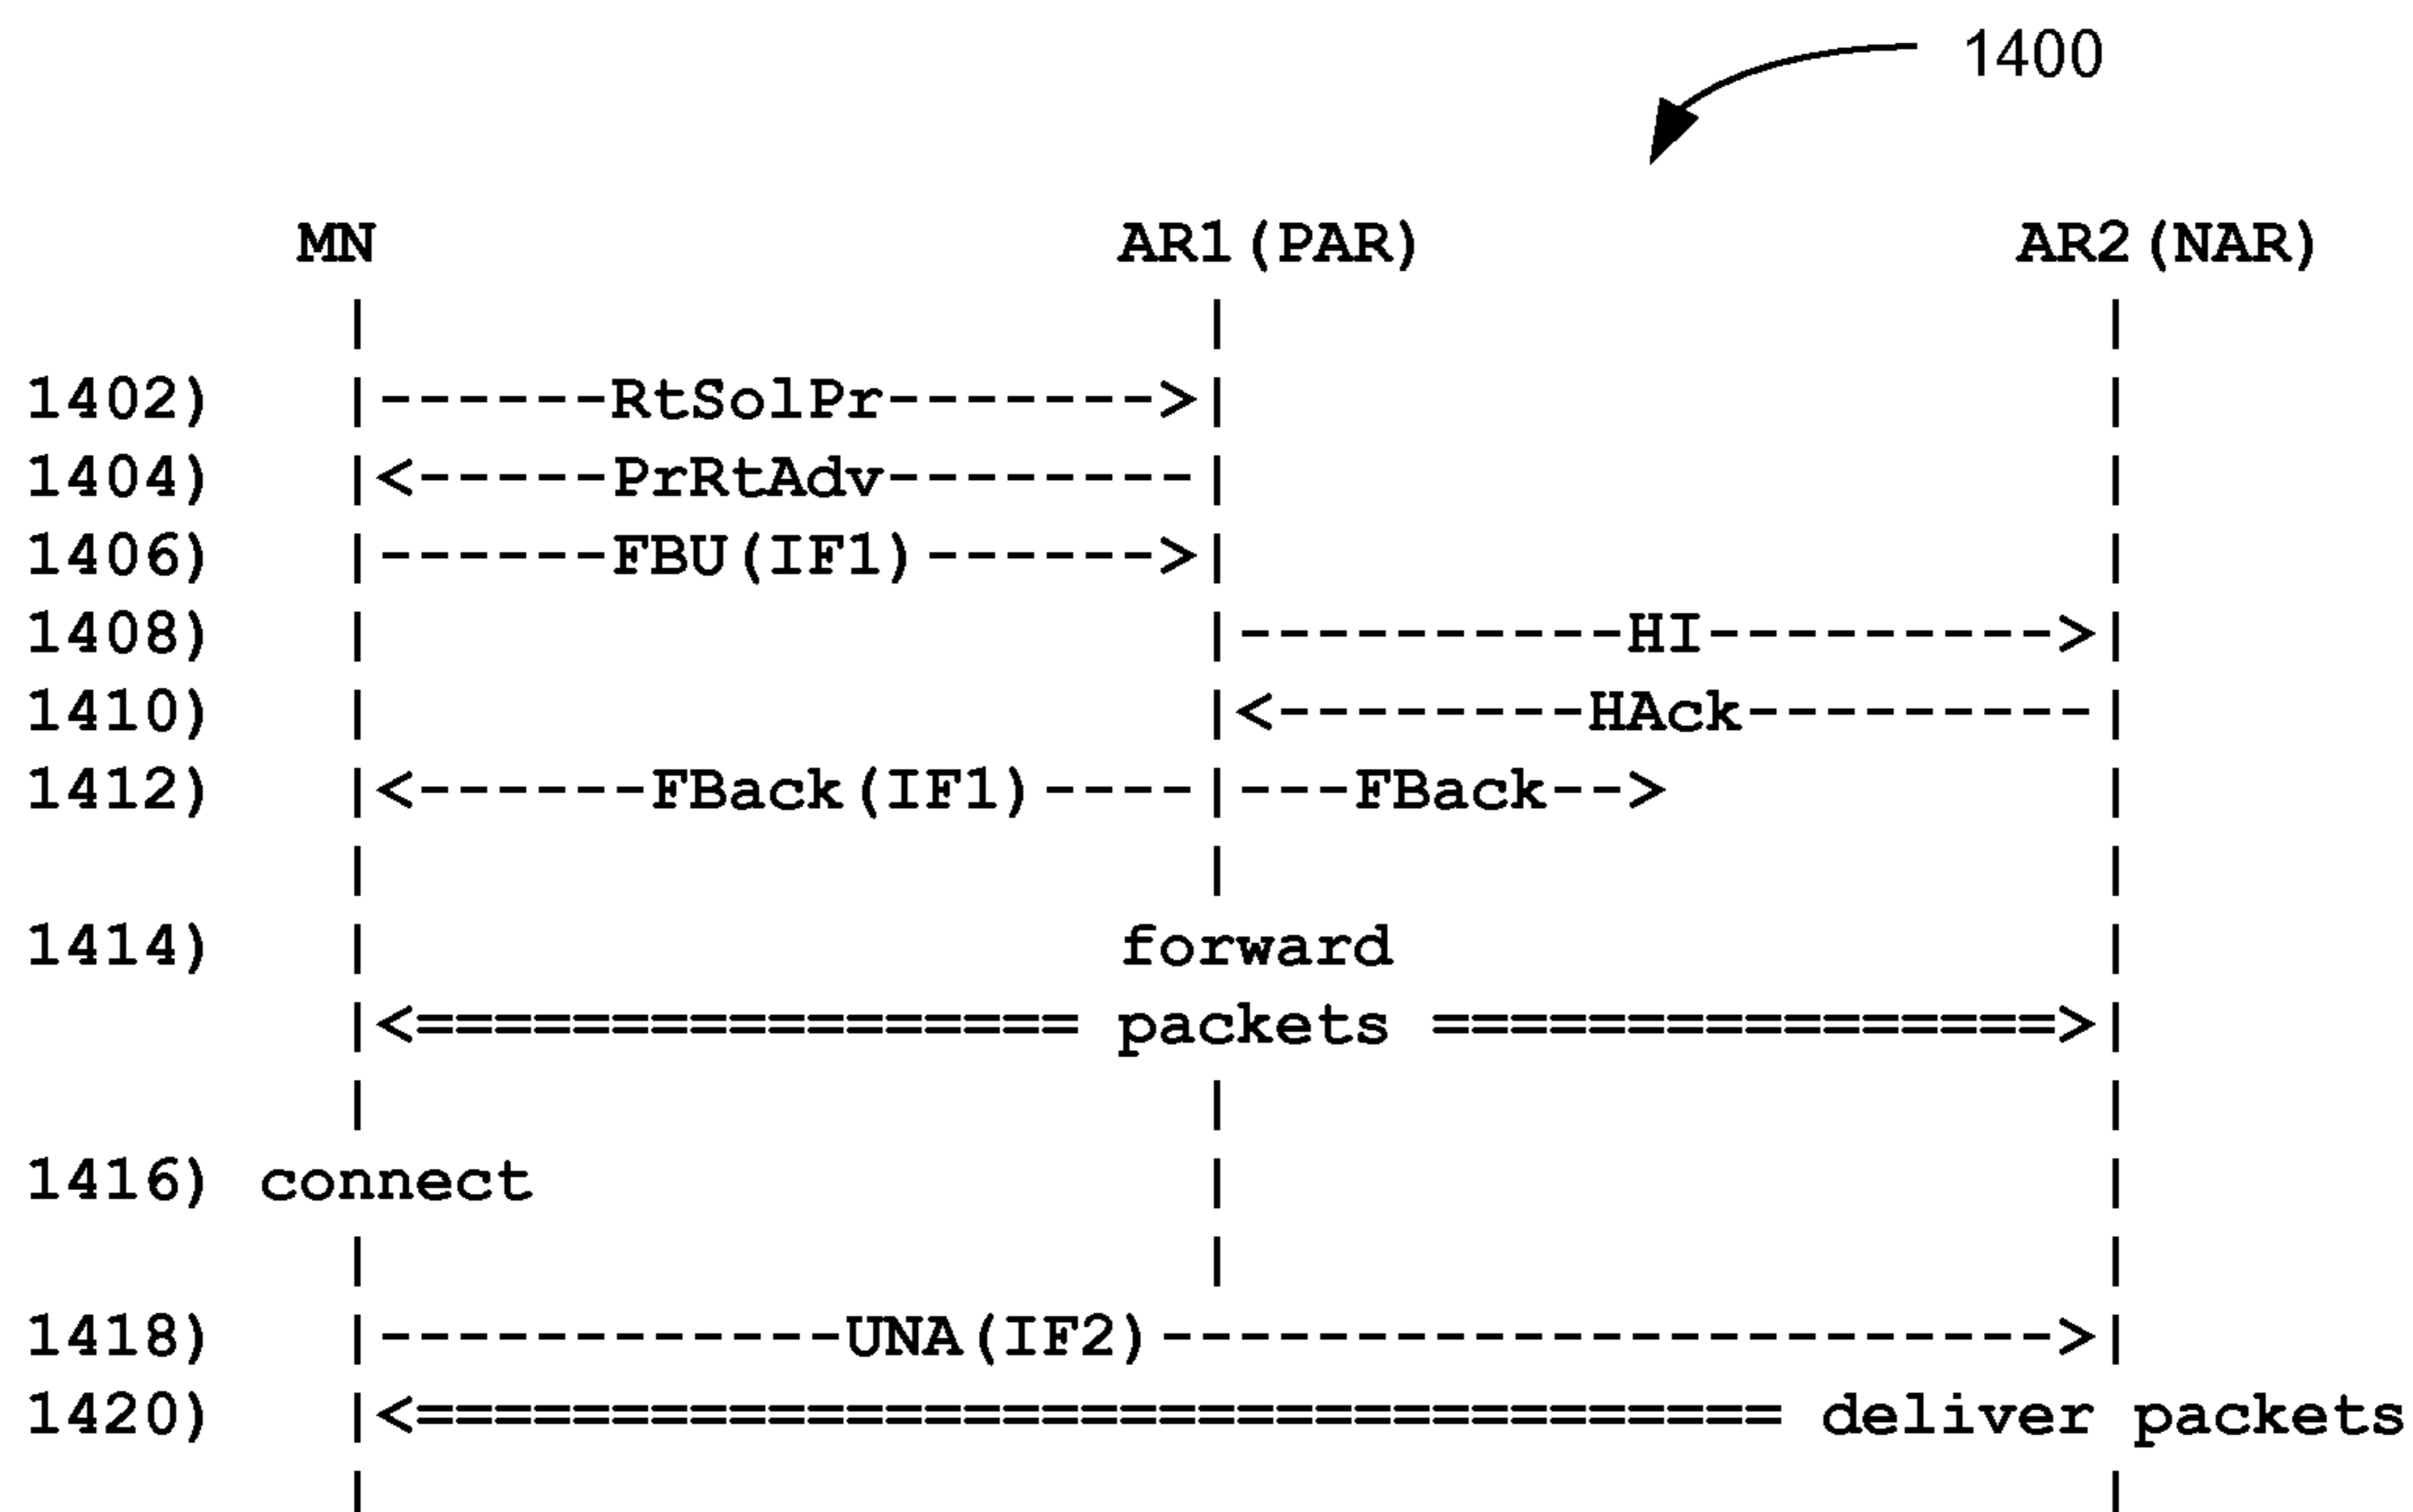 1400
MN AR1(PAR) AR2(NAR)
| | |
1402) |------RtSolPr------->| |
1404) |<-----PrRtAdv--------| |
1406) |------FBU(IF1)------>| |
1408) | |----------HI--------->|
1410) | |<--------HAck---------|
1412) |<------FBack(IF1)----|---FBack--> |
| | |
1414) | forward |
|<================= packets ================>|
| | |
1416) connect | |
| | |
1418) |------------UNA(IF2)------------------------>|
1420) |<=================================== deliver packets
| |